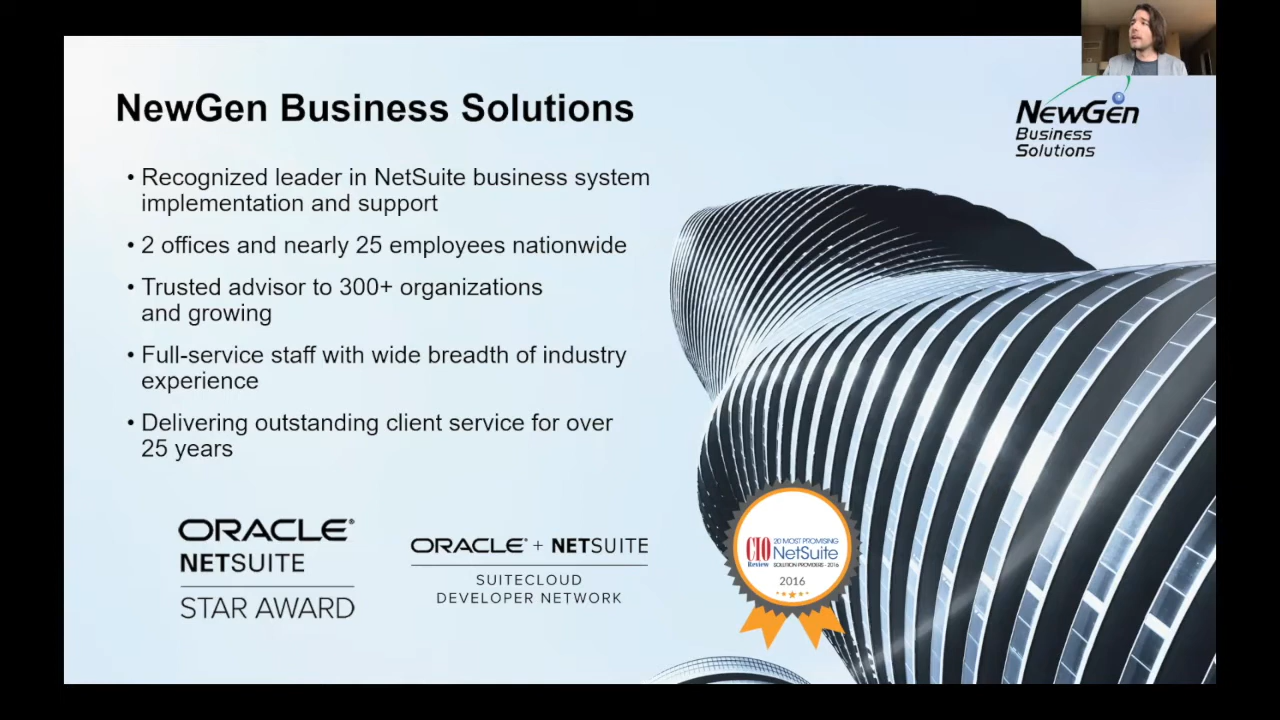 NewGen Business Solutions
NewGen
Business
Solutions
• Recognized leader in NetSuite business system
implementation and support
• 2 offices and nearly 25 employees nationwide
• Trusted advisor to 300+ organizations
and growing
• Full-service staff with wide breadth of industry
experience
• Delivering outstanding client service for over
25 years
ORACLE®
NETSUITE
STAR AWARD
ORACLE® + NETSUITE
SUITECLOUD
DEVELOPER NETWORK
CIO
Review
20 MOST PROMISING
NetSuite
SOLUTION PROVIDERS - 2016
2016